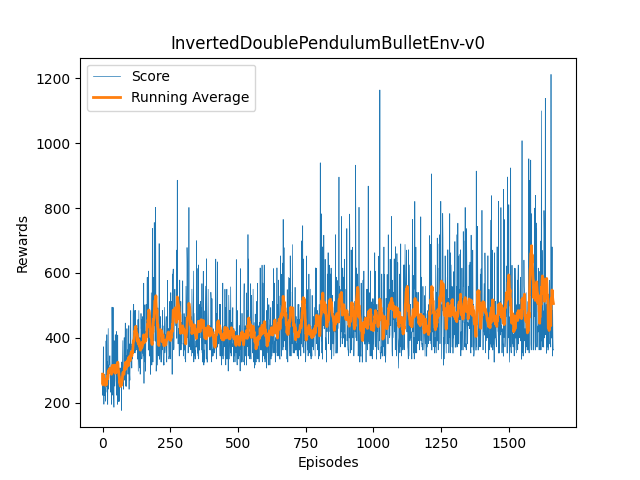 InvertedDoublePendulumBulletEnv-v0
Score
Running Average
1200
1000
800
600
400
200
Rewards
0 250 500 750 1000 1250 1500
Episodes